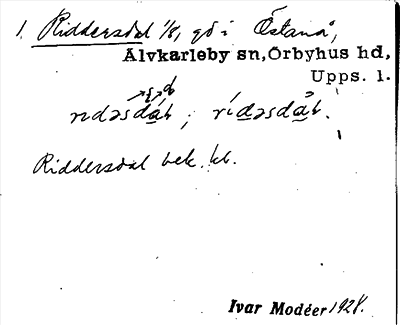 1. Riddersdal 1/8, gd i Östanå,
Älvkarleby sn, Örbyhus hd,
Upps. l.
Riddersdal bek. kl.
Ivar Modéer 1928.